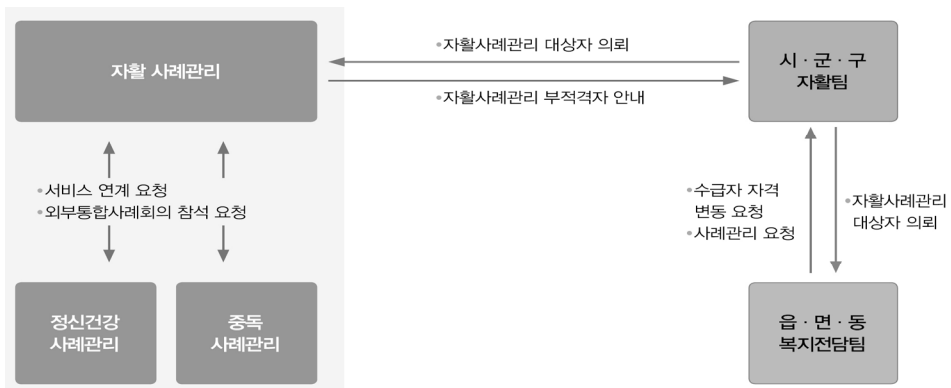 자활 사례관리
•자활사례관리 대상자 의뢰
•자활사례관리 부적격자 안내
시 · 군 · 구
자활팀
•서비스 연계 요청
•외부통합사례회의 참석 요청
•수급자 자격
변동 요청
•사례관리 요청
•자활사례관리
대상자 의뢰
정신건강
사례관리
중독
사례관리
읍 · 면 · 동
복지전담팀